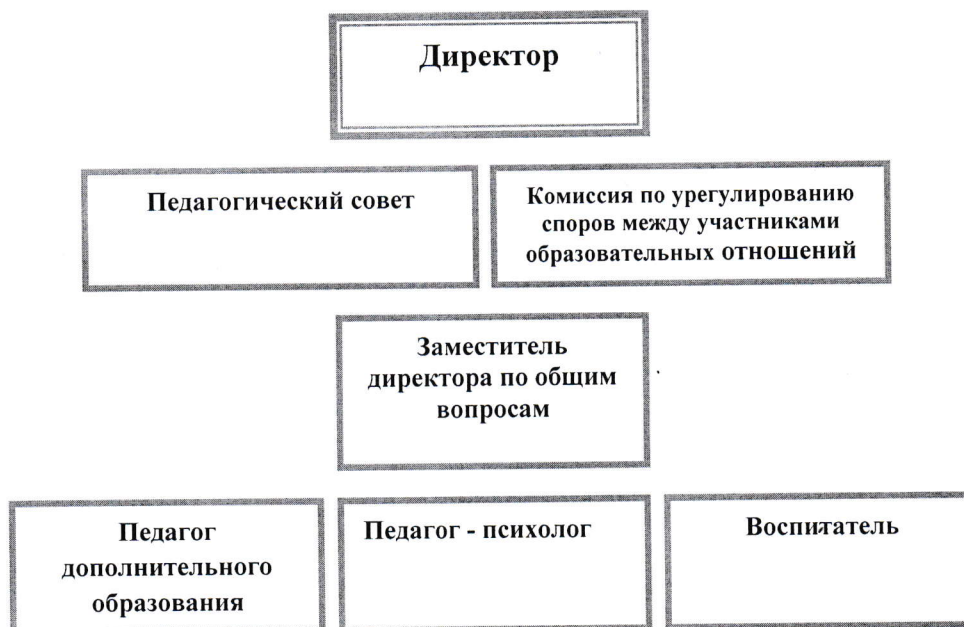 Директор
Педагогический совет
Комиссия по урегулированию
споров между участниками
образовательных отношений
Заместитель
директора по общим
вопросам
Педагог
дополнительного
образования
Педагог - психолог
Воспитатель